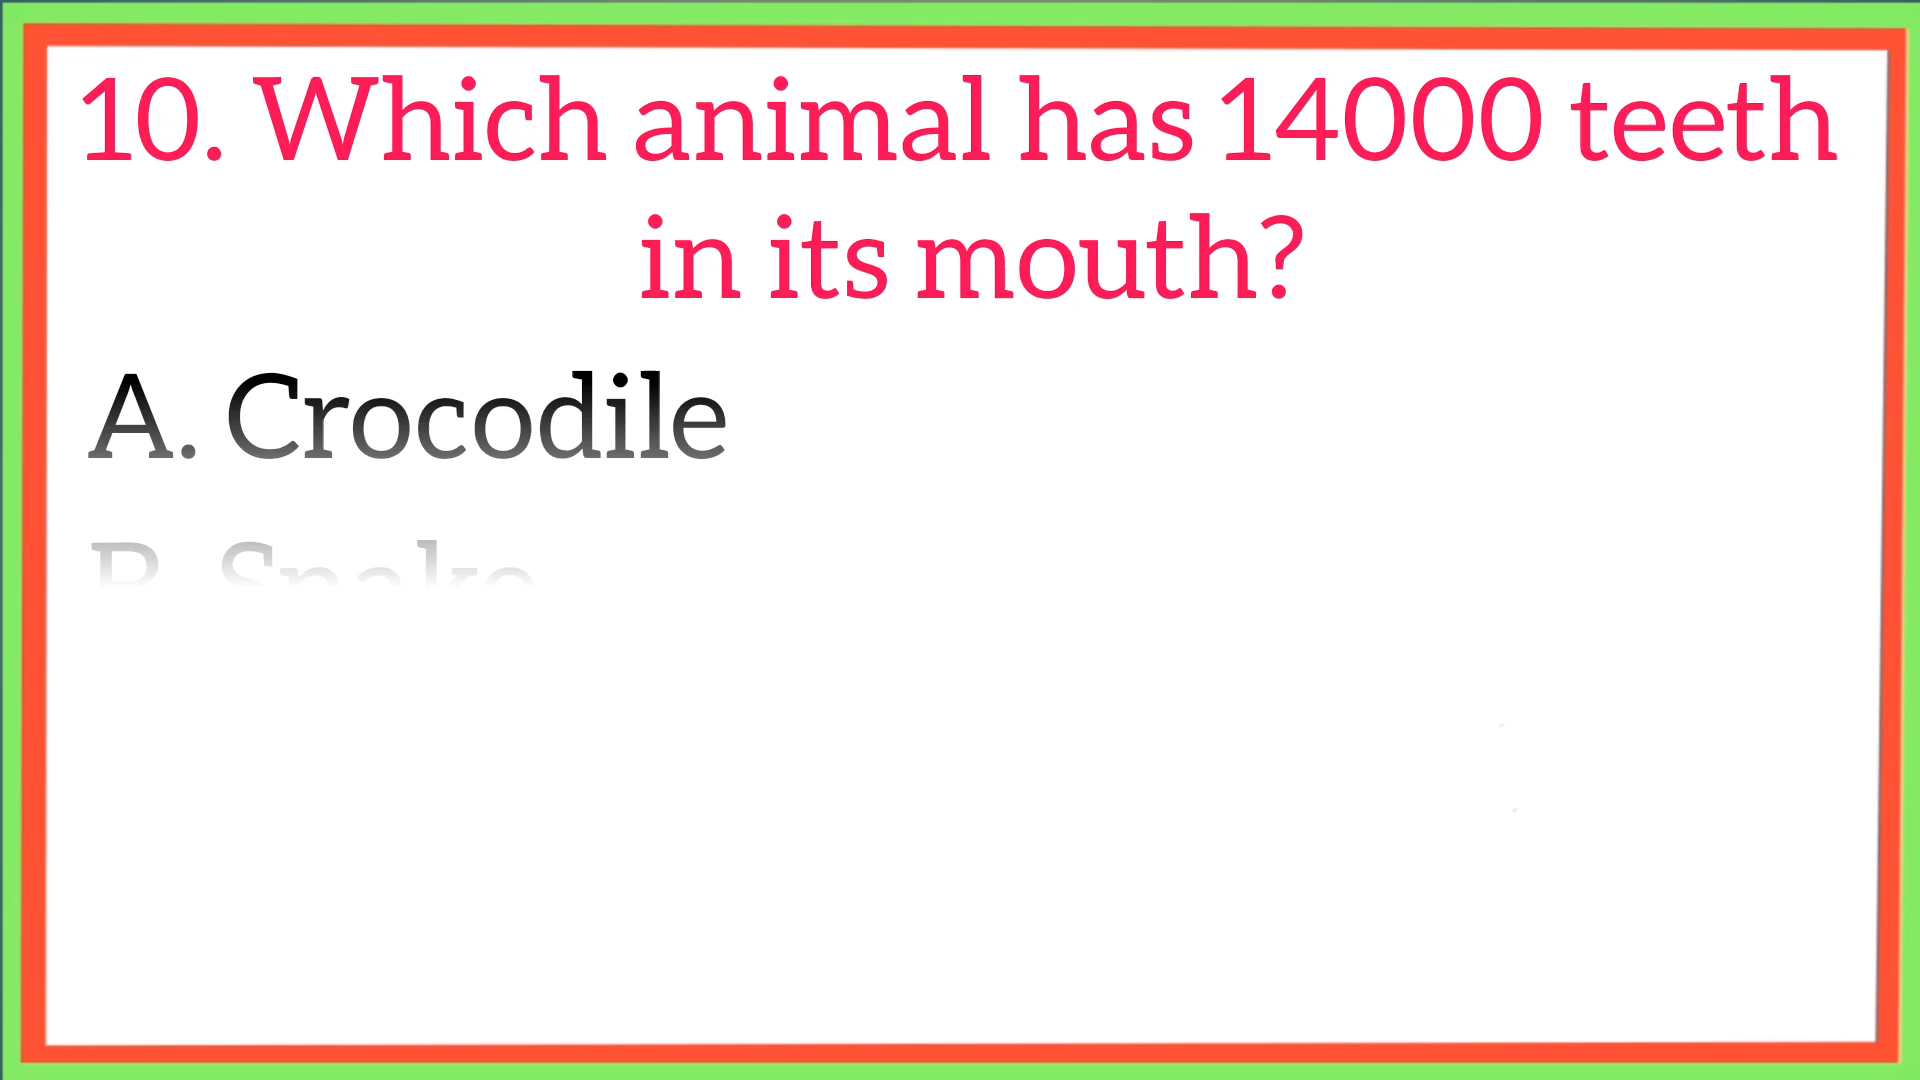 10. Which animal has 14000 teeth
in its mouth?
A. Crocodile
B. Snake